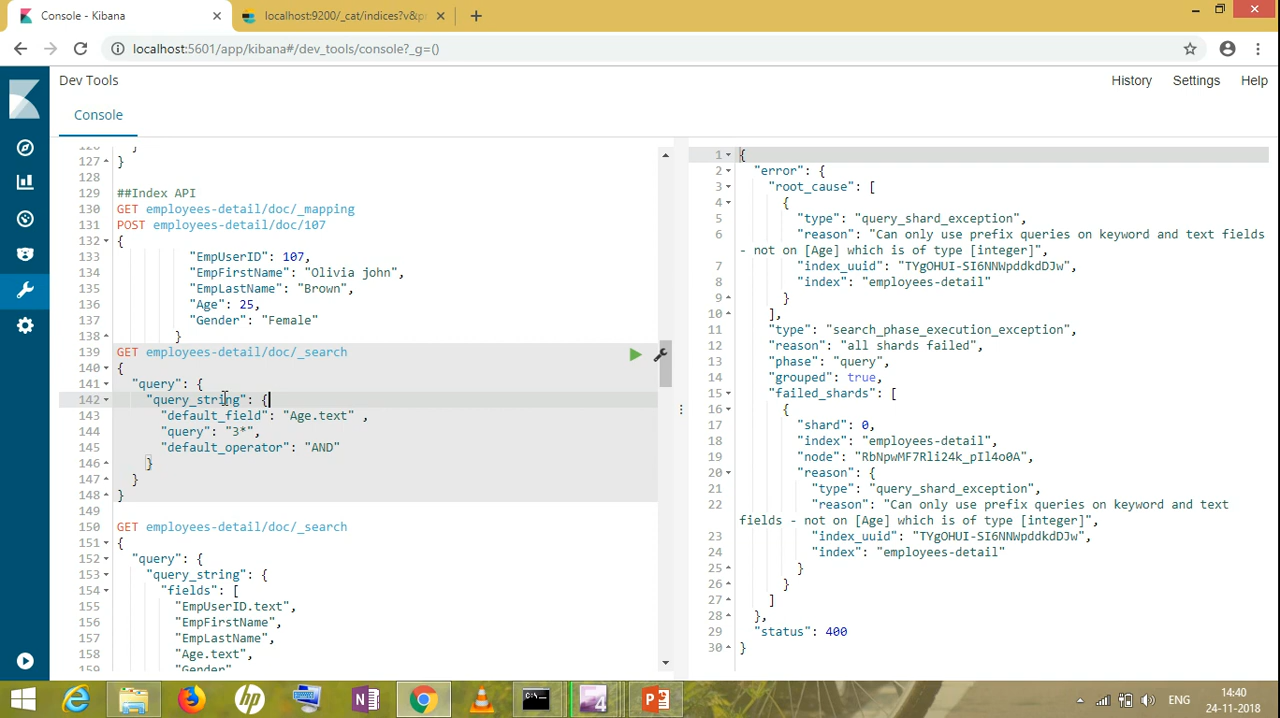 Console - Kibana
localhost:9200/_cat/indices?v&p
localhost:5601/app/kibana#/dev_tools/console?_g=()
Dev Tools
History
Settings
Help
Console
126
127 }
128
129 ##Index API
130 GET employees-detail/doc/_mapping
131 POST employees-detail/doc/107
132 {
133 "EmpUserID": 107,
134 "EmpFirstName": "Olivia john",
135 "EmpLastName": "Brown",
136 "Age": 25,
137 "Gender": "Female"
138 }
139 GET employees-detail/doc/_search
140 {
141 "query": {
142 "query_string": {
143 "default_field": "Age.text" ,
144 "query": "3*",
145 "default_operator": "AND"
146 }
147 }
148 }
149
150 GET employees-detail/doc/_search
151 {
152 "query": {
153 "query_string": {
154 "fields": [
155 "EmpUserID.text",
156 "EmpFirstName",
157 "EmpLastName",
158 "Age.text",
159 "Gender"
1 {
2 "error": {
3 "root_cause": [
4 {
5 "type": "query_shard_exception",
6 "reason": "Can only use prefix queries on keyword and text fields
- not on [Age] which is of type [integer]",
7 "index_uuid": "TYgOHUI-SI6NNWpddkdDJw",
8 "index": "employees-detail"
9 }
10 ],
11 "type": "search_phase_execution_exception",
12 "reason": "all shards failed",
13 "phase": "query",
14 "grouped": true,
15 "failed_shards": [
16 {
17 "shard": 0,
18 "index": "employees-detail",
19 "node": "RbNpwMF7Rli24k_pIl4o0A",
20 "reason": {
21 "type": "query_shard_exception",
22 "reason": "Can only use prefix queries on keyword and text
fields - not on [Age] which is of type [integer]",
23 "index_uuid": "TYgOHUI-SI6NNWpddkdDJw",
24 "index": "employees-detail"
25 }
26 }
27 ]
28 },
29 "status": 400
30 }
ENG
14:40
24-11-2018